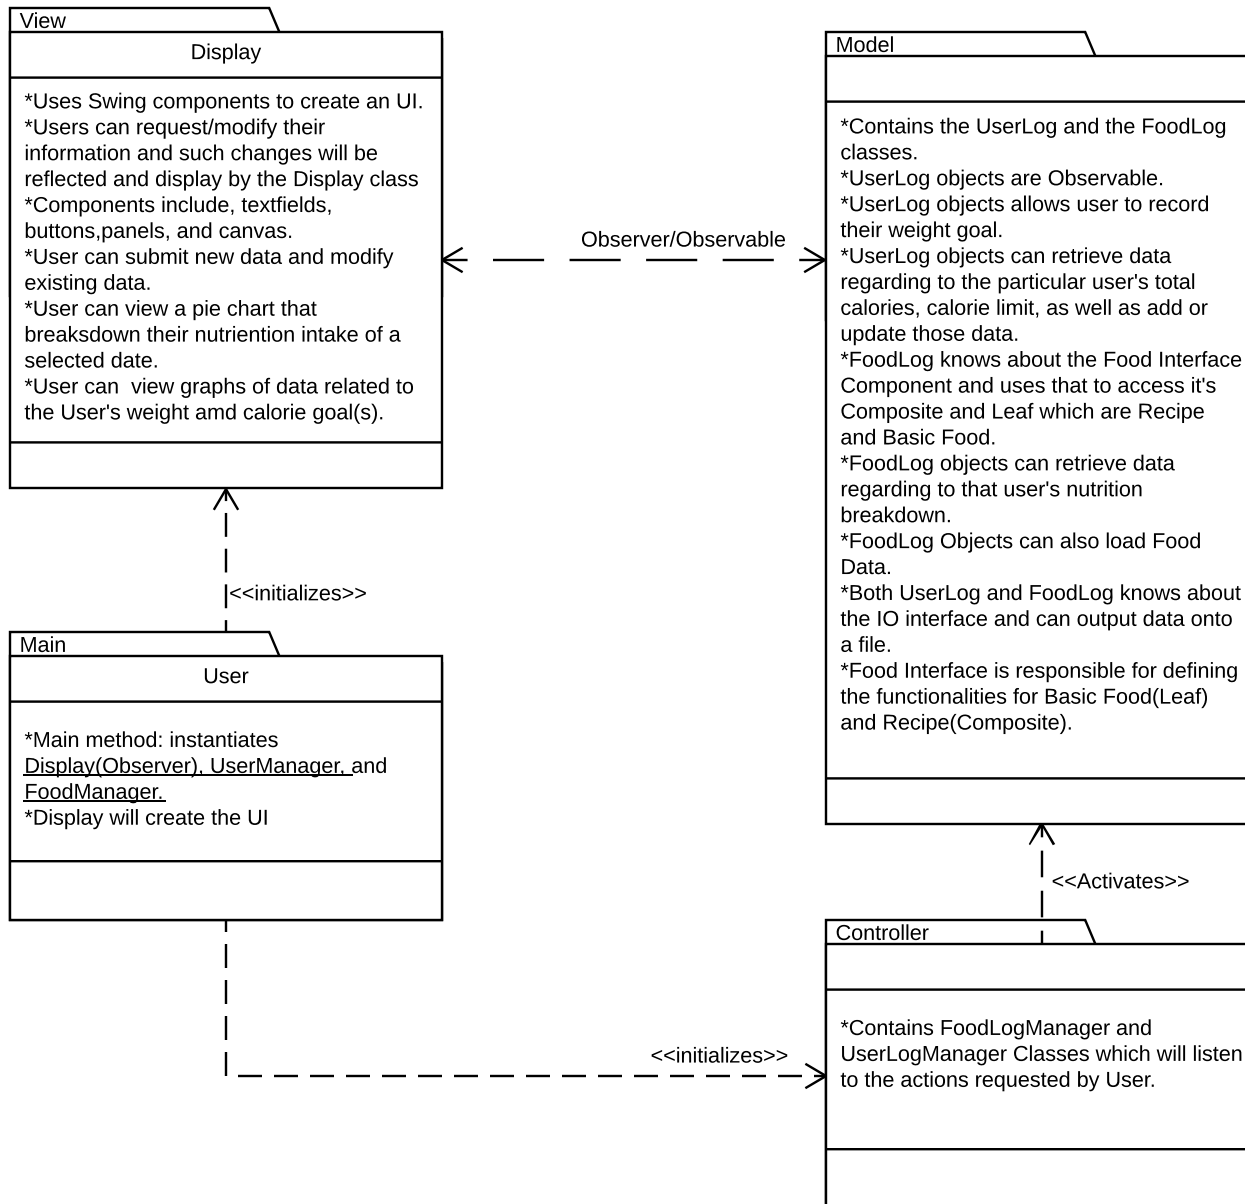 View
Display
*Uses Swing components to create an UI.
*Users can request/modify their
information and such changes will be
reflected and display by the Display class
*Components include, textfields,
buttons,panels, and canvas.
*User can submit new data and modify
existing data.
*User can view a pie chart that
breaksdown their nutriention intake of a
selected date.
*User can  view graphs of data related to
the User's weight amd calorie goal(s).
Observer/Observable
Model
*Contains the UserLog and the FoodLog
classes.
*UserLog objects are Observable.
*UserLog objects allows user to record
their weight goal.
*UserLog objects can retrieve data
regarding to the particular user's total
calories, calorie limit, as well as add or
update those data.
*FoodLog knows about the Food Interface
Component and uses that to access it's
Composite and Leaf which are Recipe
and Basic Food.
*FoodLog objects can retrieve data
regarding to that user's nutrition
breakdown.
*FoodLog Objects can also load Food
Data.
*Both UserLog and FoodLog knows about
the IO interface and can output data onto
a file.
*Food Interface is responsible for defining
the functionalities for Basic Food(Leaf)
and Recipe(Composite).
<<initializes>>
Main
User
*Main method: instantiates
Display(Observer), UserManager, and
FoodManager.
*Display will create the UI
<<Activates>>
<<initializes>>
Controller
*Contains FoodLogManager and
UserLogManager Classes which will listen
to the actions requested by User.